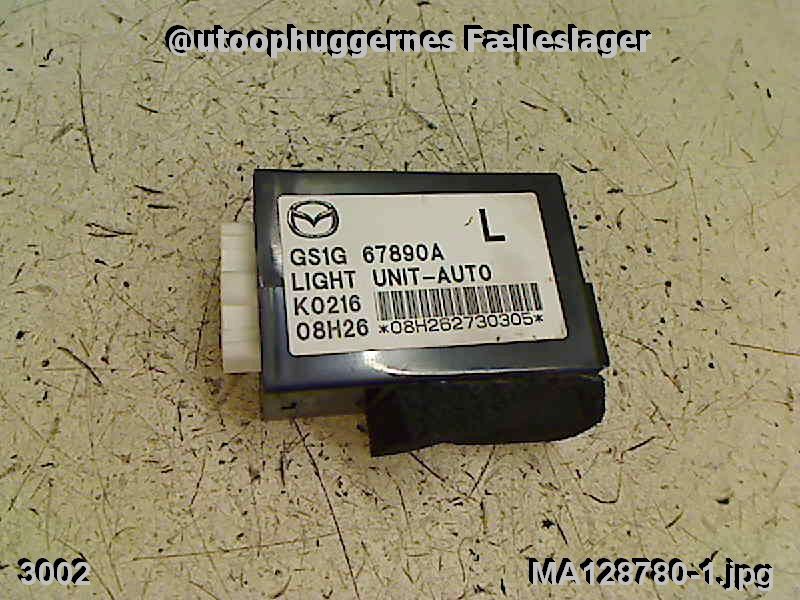 @utoophuggernes Fælleslager
L
GS1G 67890A
LIGHT UNIT-AUTO
K0216
08H26 *08H262730305*
3002
MA128780-1.jpg